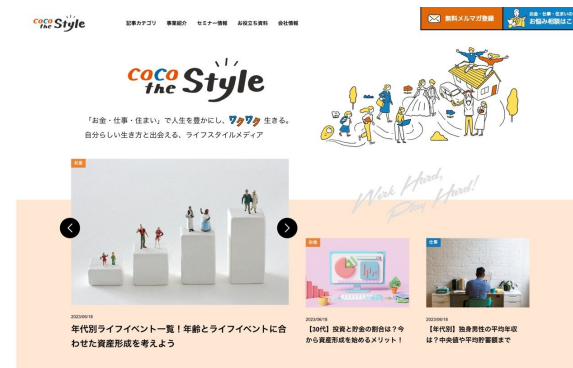 coco the Style
記事カテゴリ 事業紹介 セミナー情報 お役立ち資料 会社情報
無料メルマガ登録
お金・仕事・住まいの
お悩み相談はこ
coco
the Style
「お金・仕事・住まい」で人生を豊かにし、ワクワク 生きる。
自分らしい生き方と出会える、ライフスタイルメディア
Work Hard,
Play Hard!
お金
2023/06/18
年代別ライフイベント一覧！年齢とライフイベントに合
わせた資産形成を考えよう
お金
2023/06/18
【30代】投資と貯金の割合は？今
から資産形成を始めるメリット！
仕事
2023/06/18
【年代別】独身男性の平均年収
は？中央値や平均貯蓄額まで